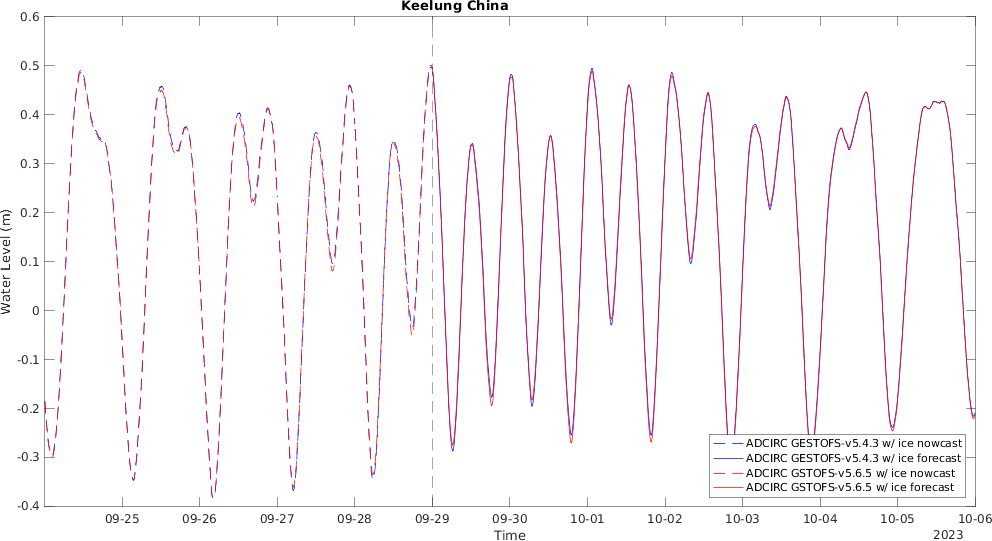 Keelung China
0.6
0.5
0.4
0.3
0.2
0.1
0
-0.1
-0.2
-0.3
-0.4
Water Level (m)
09-25 09-26 09-27 09-28 09-29 09-30 10-01 10-02 10-03 10-04 10-05 10-06
Time
2023
ADCIRC GESTOFS-v5.4.3 w/ ice nowcast
ADCIRC GESTOFS-v5.4.3 w/ ice forecast
ADCIRC GSTOFS-v5.6.5 w/ ice nowcast
ADCIRC GSTOFS-v5.6.5 w/ ice forecast